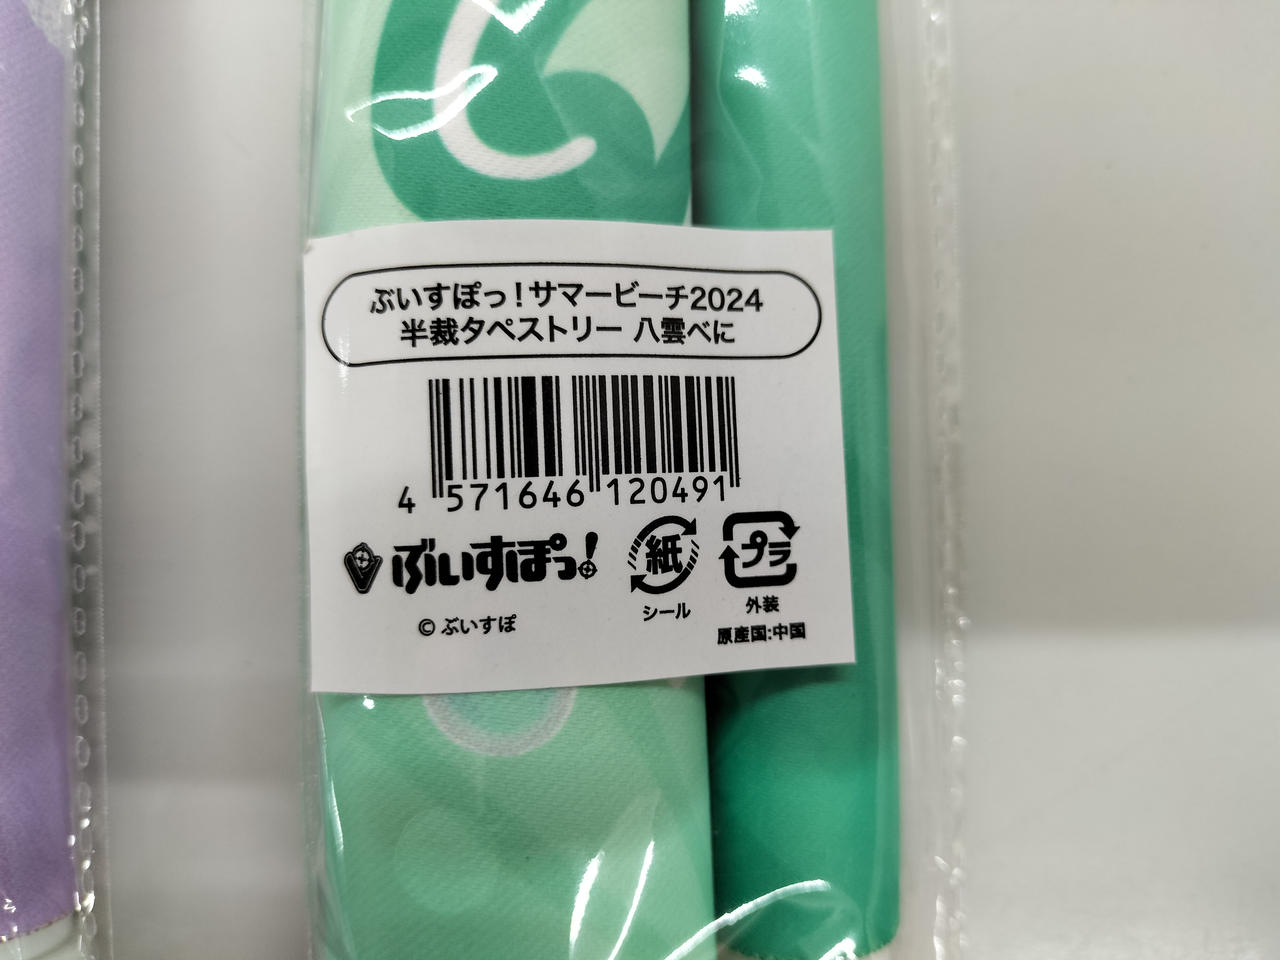 ぶいすぽっ！サマービーチ2024
半裁タペストリー 八雲べに
4 571646 120491
ぶいすぽっ!
紙
プラ
シール
外装
© ぶいすぽ
原産国:中国